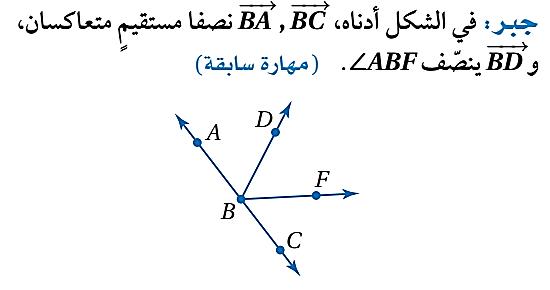 جبر: في الشكل أدناه، BC⃗ , BA⃗ نصفا مستقيمٍ متعاكسان،
و BD⃗ ينصّف ∠ABF. (مهارة سابقة)
A
D
F
B
C